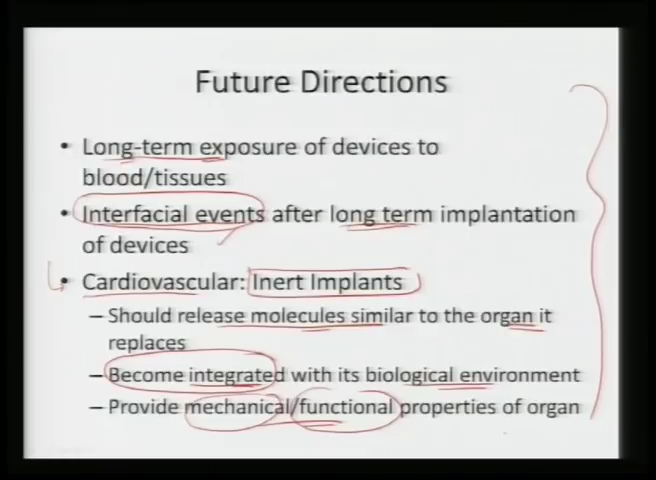 Future Directions
• Long-term exposure of devices to
blood/tissues
• Interfacial events after long term implantation
of devices
• Cardiovascular: Inert Implants
– Should release molecules similar to the organ it
replaces
– Become integrated with its biological environment
– Provide mechanical/functional properties of organ